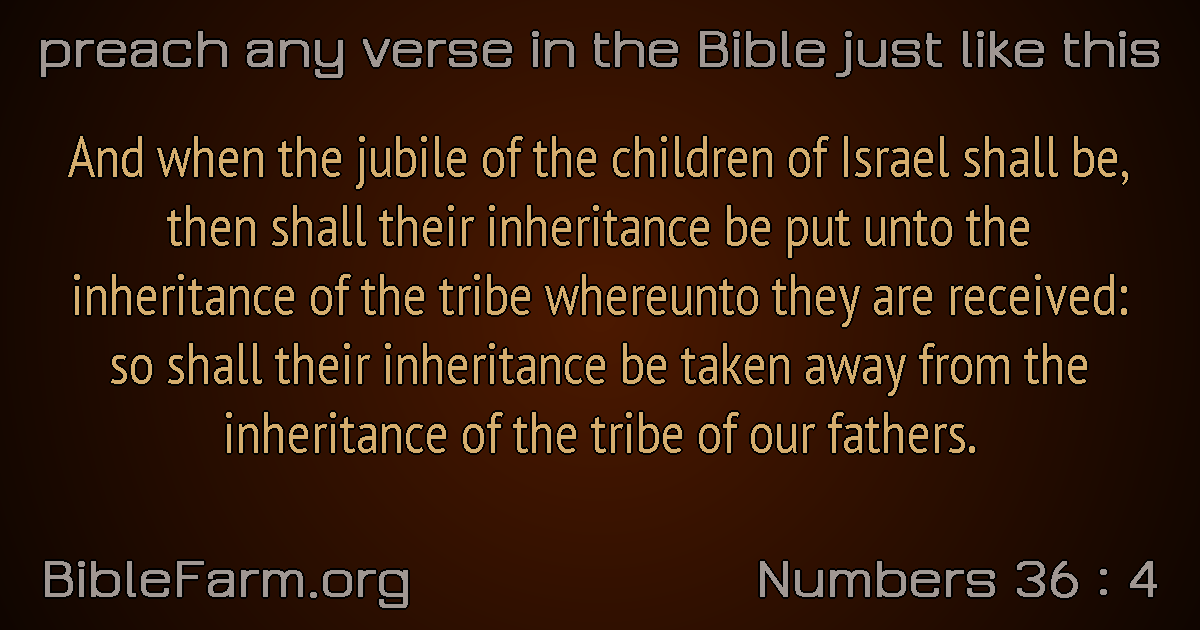 preach any verse in the Bible just like this
And when the jubile of the children of Israel shall be,
then shall their inheritance be put unto the
inheritance of the tribe whereunto they are received:
so shall their inheritance be taken away from the
inheritance of the tribe of our fathers.
BibleFarm.org
Numbers 36 : 4